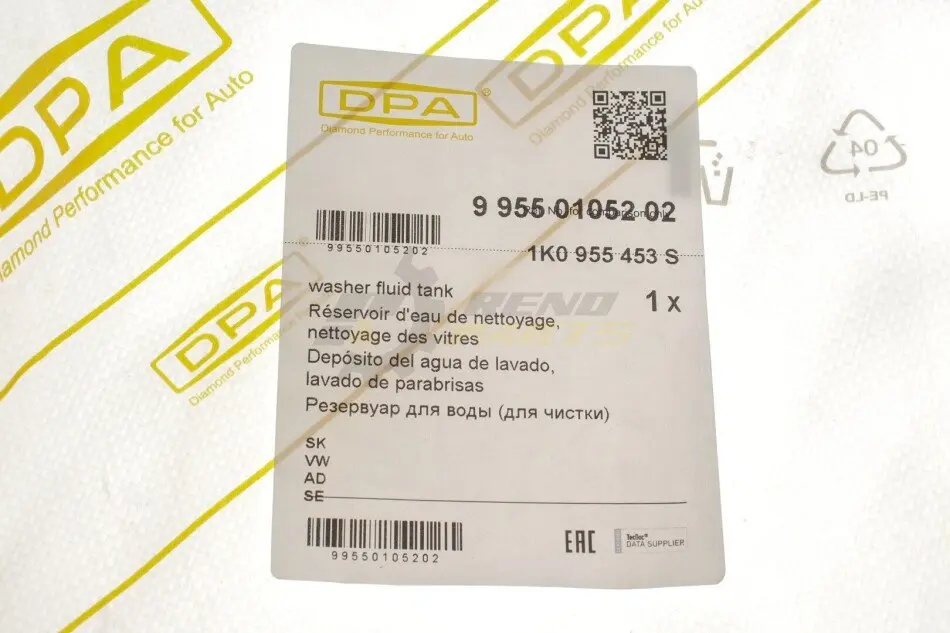 DPA
Diamond Performance for Auto
DPA®
Diamond Performance for Auto
9 955 01052 02
99550105202
1K0 955 453 S
washer fluid tank
1 x
Réservoir d'eau de nettoyage,
nettoyage des vitres
Depósito del agua de lavado,
lavado de parabrisas
Резервуар для воды (для чистки)
SK
VW
AD
SE
99550105202
EAC
TecDoc®
DATA SUPPLIER
DPA
Diamond Performance for Auto
Diamond Performance for Auto
04
PE-LD
RENO